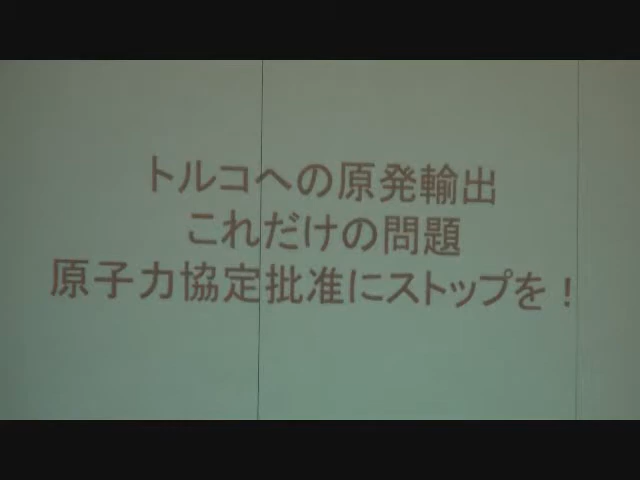 トルコへの原発輸出
これだけの問題
原子力協定批准にストップを！